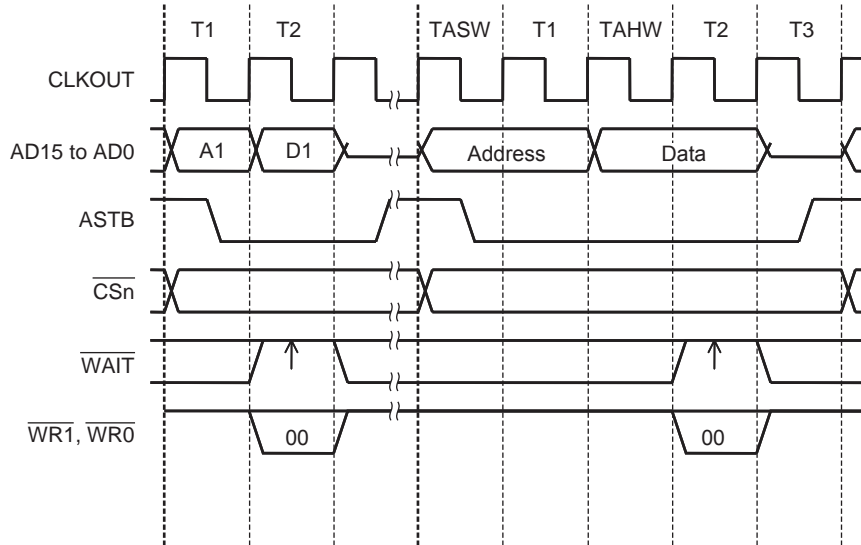 T1 T2 TASW T1 TAHW T2 T3
CLKOUT
AD15 to AD0 A1 D1 Address Data
ASTB
CSn
WAIT
WR1, WR0 00 00